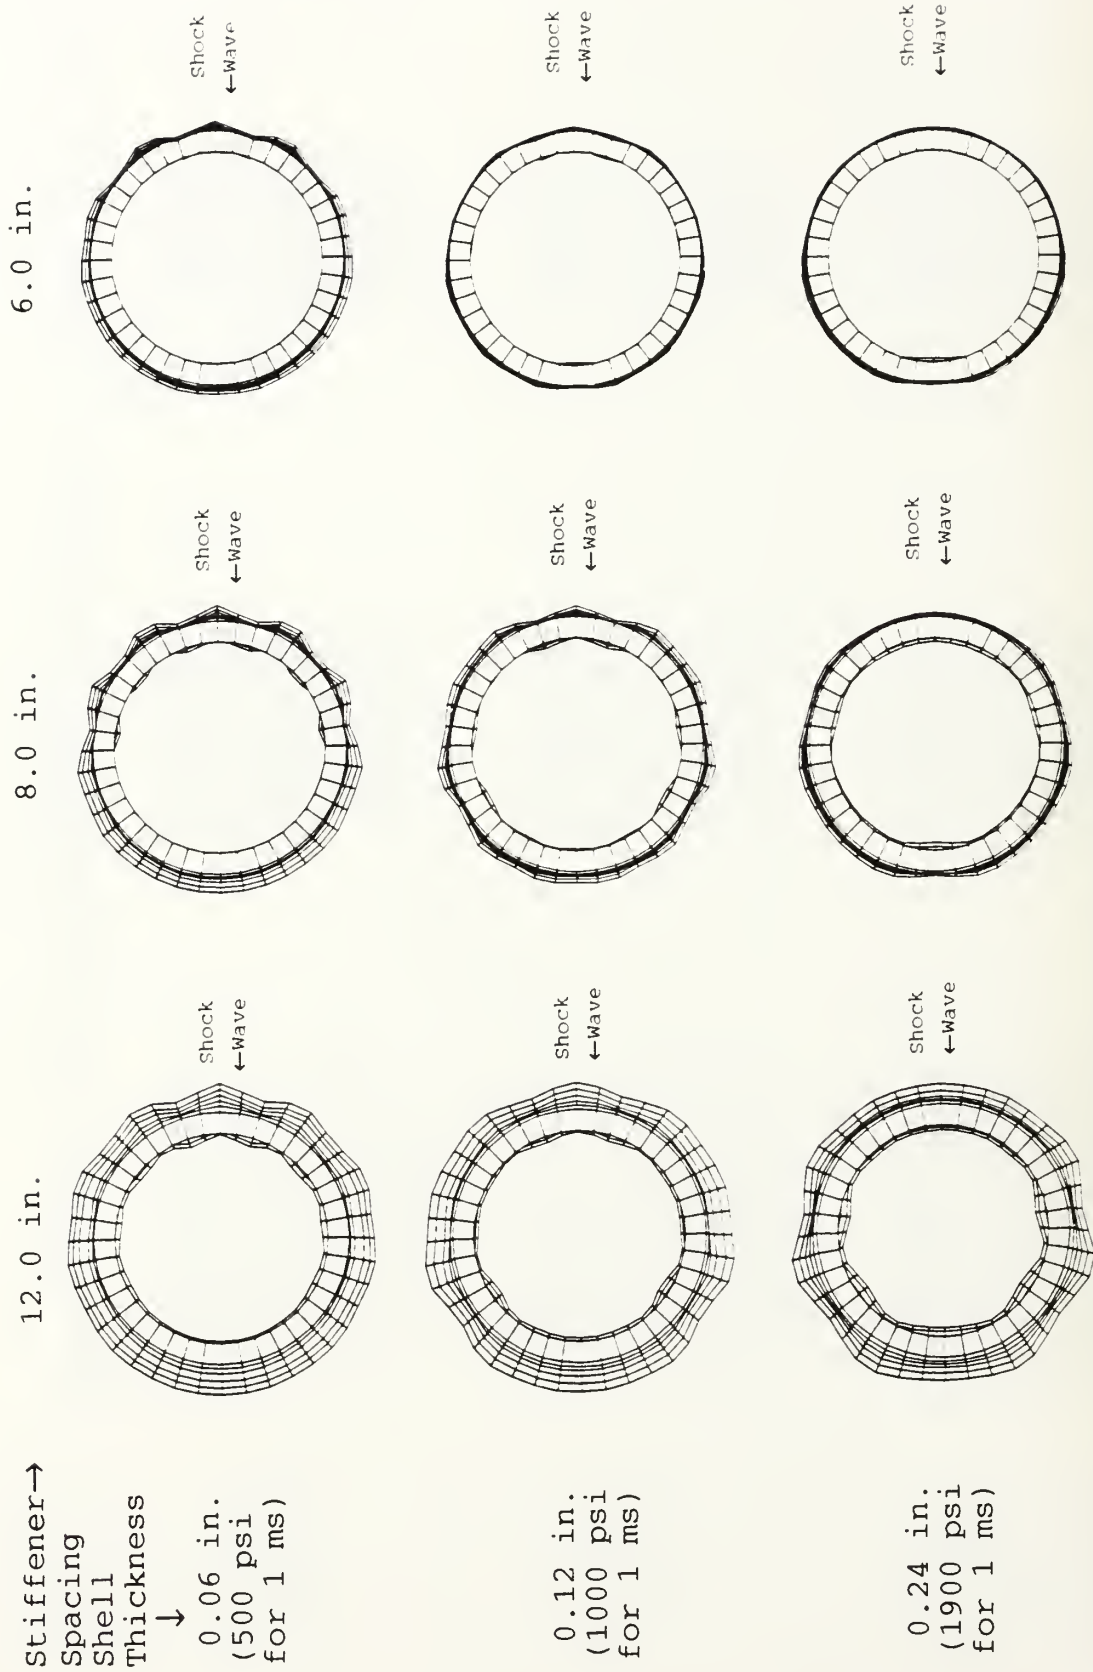 Stiffener→ 12.0 in. 8.0 in. 6.0 in.
Spacing
Shell
Thickness
↓
0.06 in.
(500 psi
for 1 ms)
Shock
←Wave
Shock
←Wave
Shock
←Wave
0.12 in.
(1000 psi
for 1 ms)
Shock
←Wave
Shock
←Wave
Shock
←Wave
0.24 in.
(1900 psi
for 1 ms)
Shock
←Wave
Shock
←Wave
Shock
←Wave